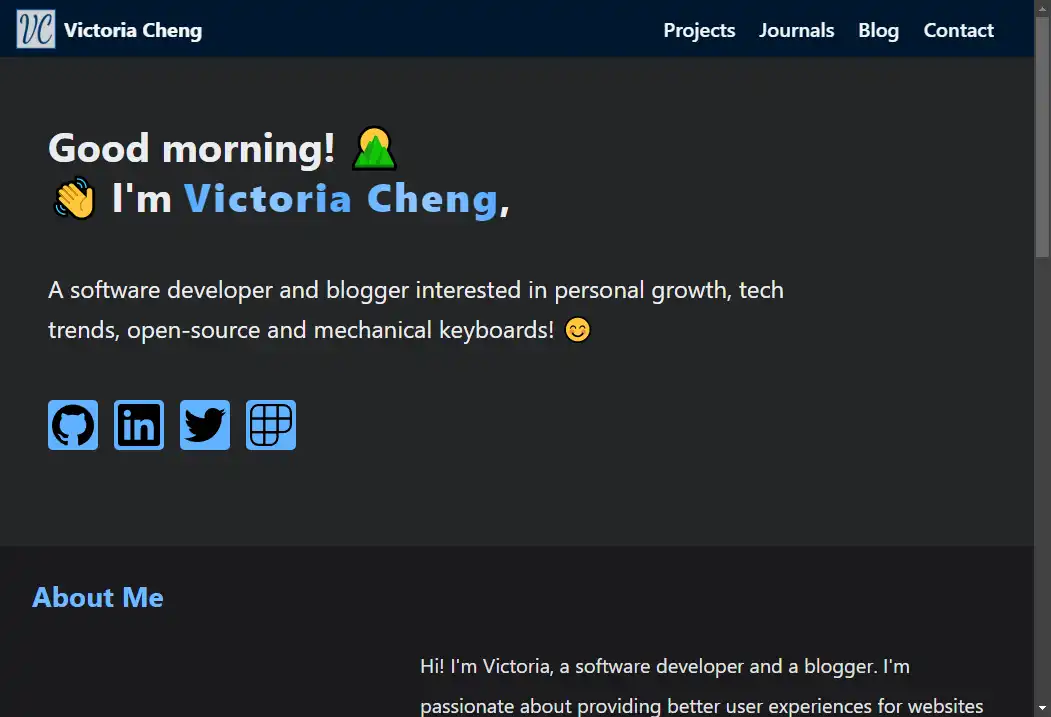 VC Victoria Cheng
Projects Journals Blog Contact
Good morning! 🌄
👋 I'm Victoria Cheng,
A software developer and blogger interested in personal growth, tech
trends, open-source and mechanical keyboards! 😊
in
About Me
Hi! I'm Victoria, a software developer and a blogger. I'm
passionate about providing better user experiences for websites